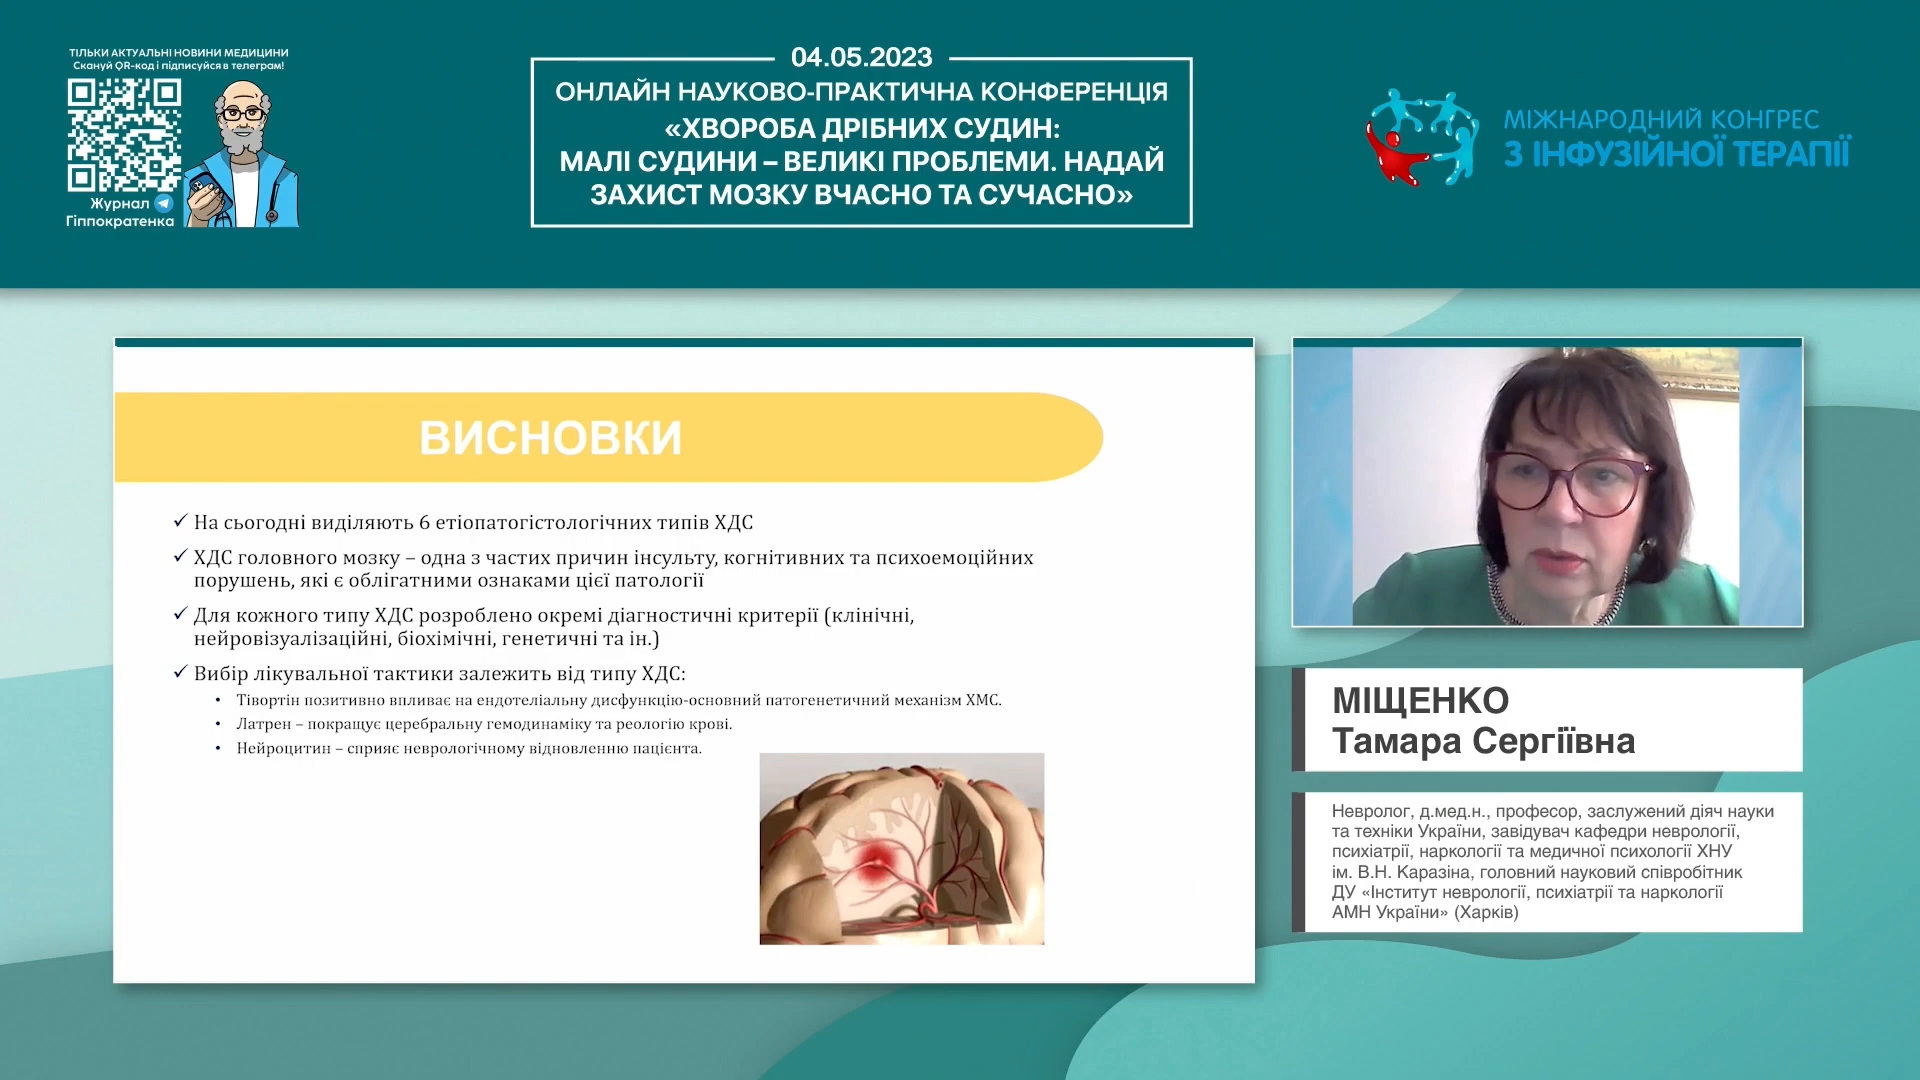 ТІЛЬКИ АКТУАЛЬНІ НОВИНИ МЕДИЦИНИ
Скануй QR-код і підписуйся в телеграм!
Журнал
Гіппократенка
04.05.2023
ОНЛАЙН НАУКОВО-ПРАКТИЧНА КОНФЕРЕНЦІЯ
«ХВОРОБА ДРІБНИХ СУДИН:
МАЛІ СУДИНИ – ВЕЛИКІ ПРОБЛЕМИ. НАДАЙ
ЗАХИСТ МОЗКУ ВЧАСНО ТА СУЧАСНО»
МІЖНАРОДНИЙ КОНГРЕС
З ІНФУЗІЙНОЇ ТЕРАПІЇ
ВИСНОВКИ
✓ На сьогодні виділяють 6 етіопатогістологічних типів ХДС
✓ ХДС головного мозку – одна з частих причин інсульту, когнітивних та психоемоційних
порушень, які є облігатними ознаками цієї патології
✓ Для кожного типу ХДС розроблено окремі діагностичні критерії (клінічні,
нейровізуалізаційні, біохімічні, генетичні та ін.)
✓ Вибір лікувальної тактики залежить від типу ХДС:
• Тівортін позитивно впливає на ендотеліальну дисфункцію-основний патогенетичний механізм ХМС.
• Латрен – покращує церебральну гемодинаміку та реологію крові.
• Нейроцитин – сприяє неврологічному відновленню пацієнта.
МІЩЕНКО
Тамара Сергіївна
Невролог, д.мед.н., професор, заслужений діяч науки
та техніки України, завідувач кафедри неврології,
психіатрії, наркології та медичної психології ХНУ
ім. В.Н. Каразіна, головний науковий співробітник
ДУ «Інститут неврології, психіатрії та наркології
АМН України» (Харків)